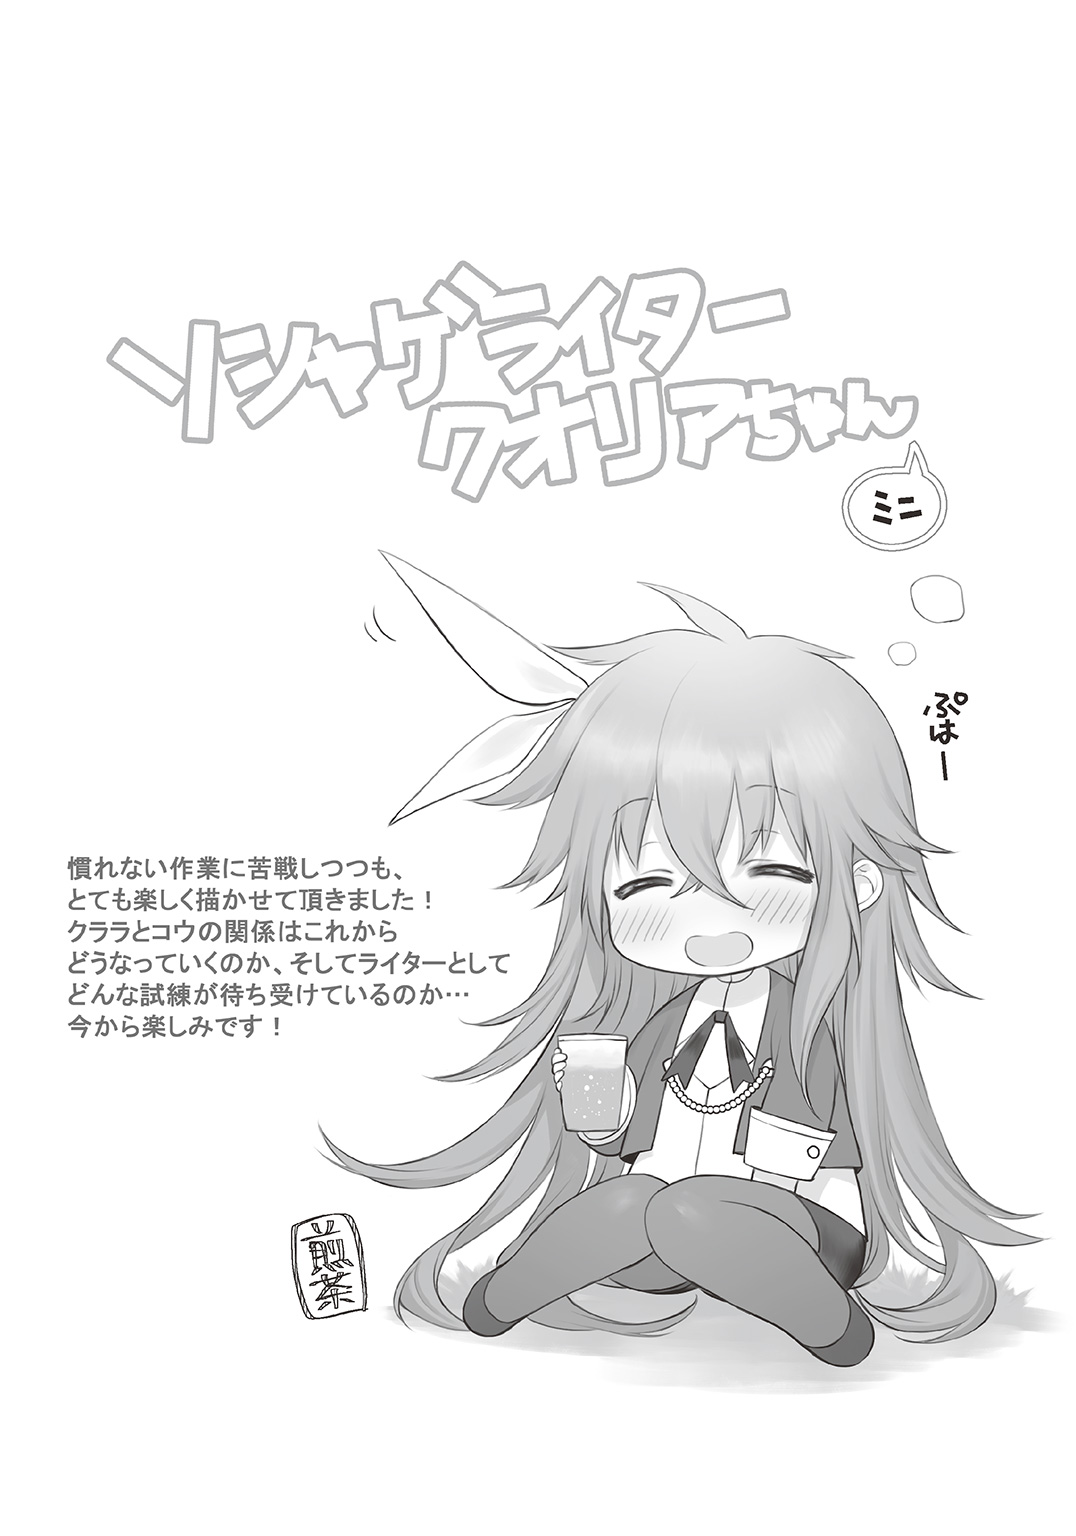 ソシャゲライター
クオリアちゃん
ミニ
ぷはー
慣れない作業に苦戦しつつも、
とても楽しく描かせて頂きました！
クララとコウの関係はこれから
どうなっていくのか、そしてライターとして
どんな試練が待ち受けているのか…
今から楽しみです！
煎茶